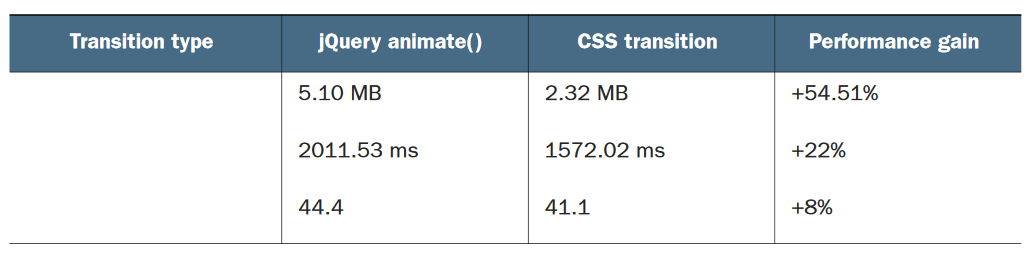 Transition type jQuery animate() CSS transition Performance gain
5.10 MB 2.32 MB +54.51%
2011.53 ms 1572.02 ms +22%
44.4 41.1 +8%